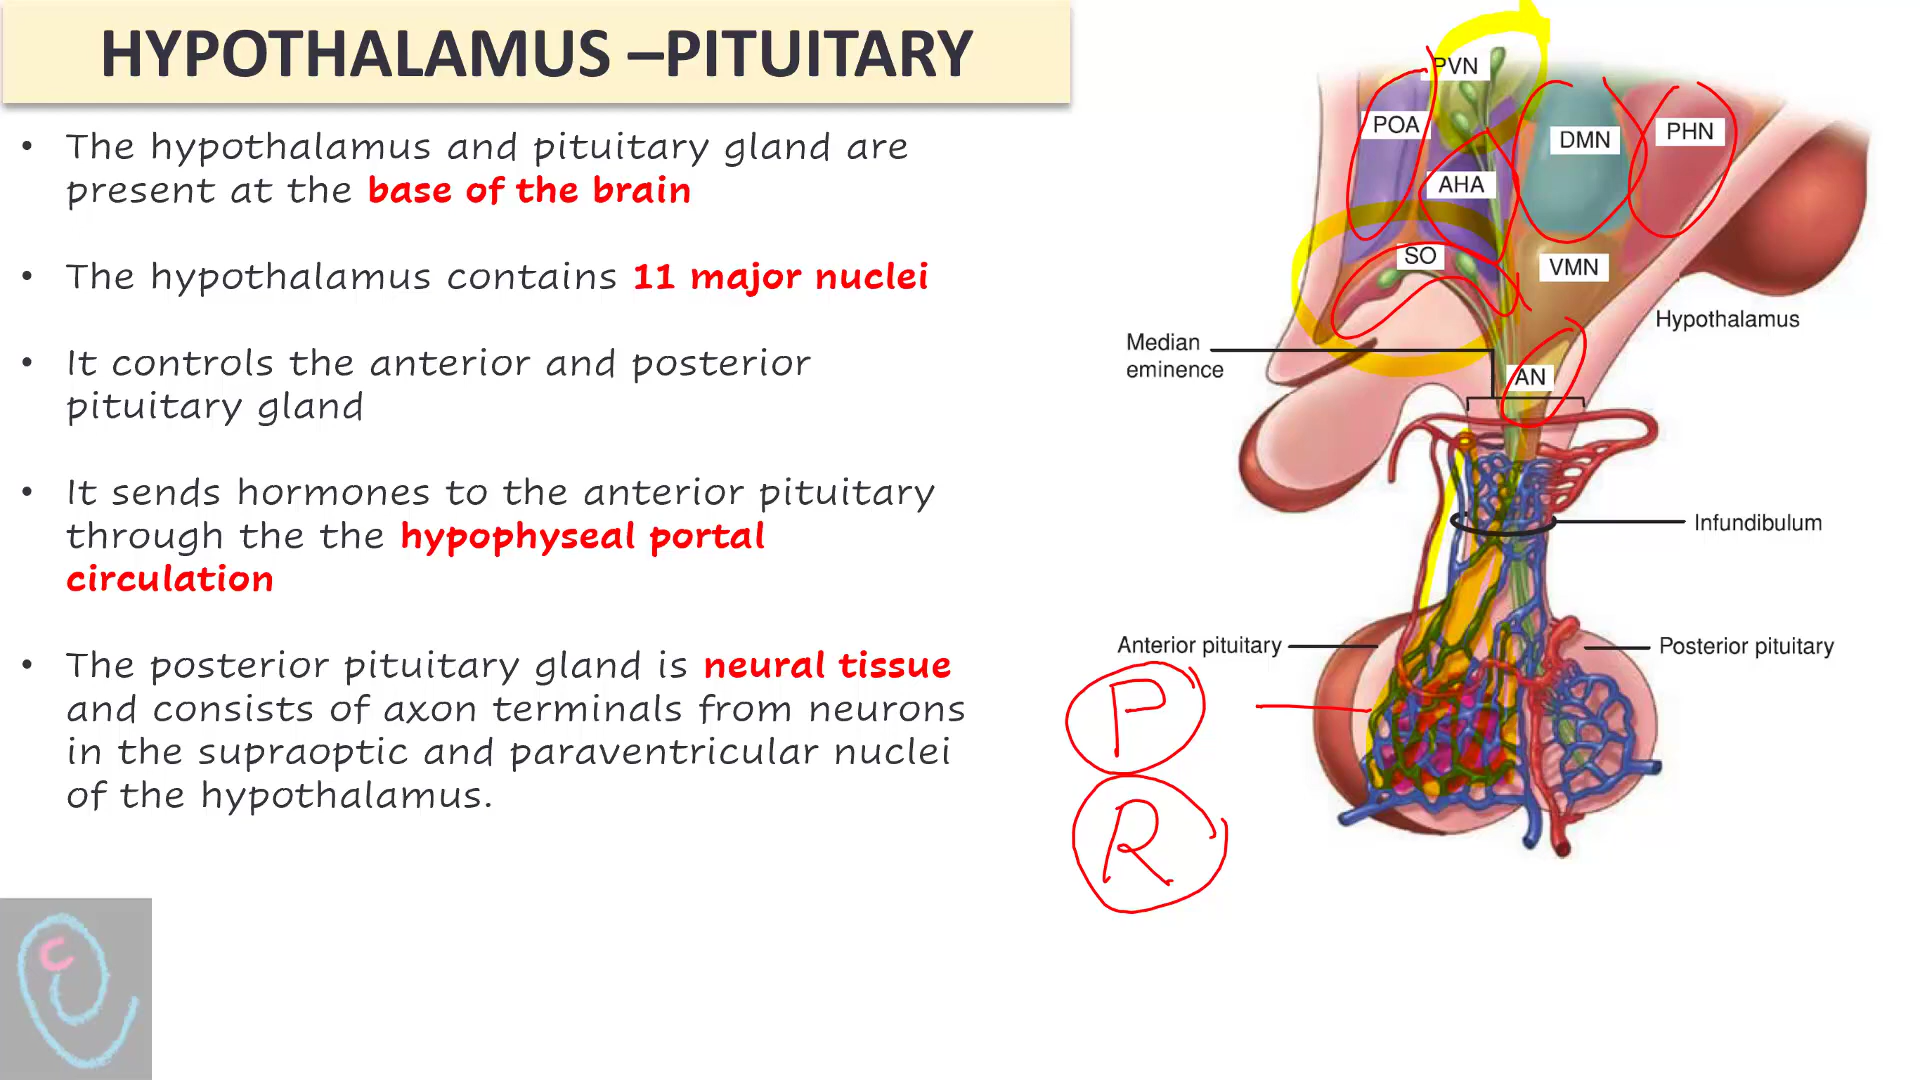 HYPOTHALAMUS –PITUITARY
• The hypothalamus and pituitary gland are
present at the base of the brain
• The hypothalamus contains 11 major nuclei
• It controls the anterior and posterior
pituitary gland
• It sends hormones to the anterior pituitary
through the the hypophyseal portal
circulation
• The posterior pituitary gland is neural tissue
and consists of axon terminals from neurons
in the supraoptic and paraventricular nuclei
of the hypothalamus.
PVN
POA
DMN
PHN
AHA
SO
VMN
Hypothalamus
Median
eminence
AN
Infundibulum
Anterior pituitary
Posterior pituitary
P
R